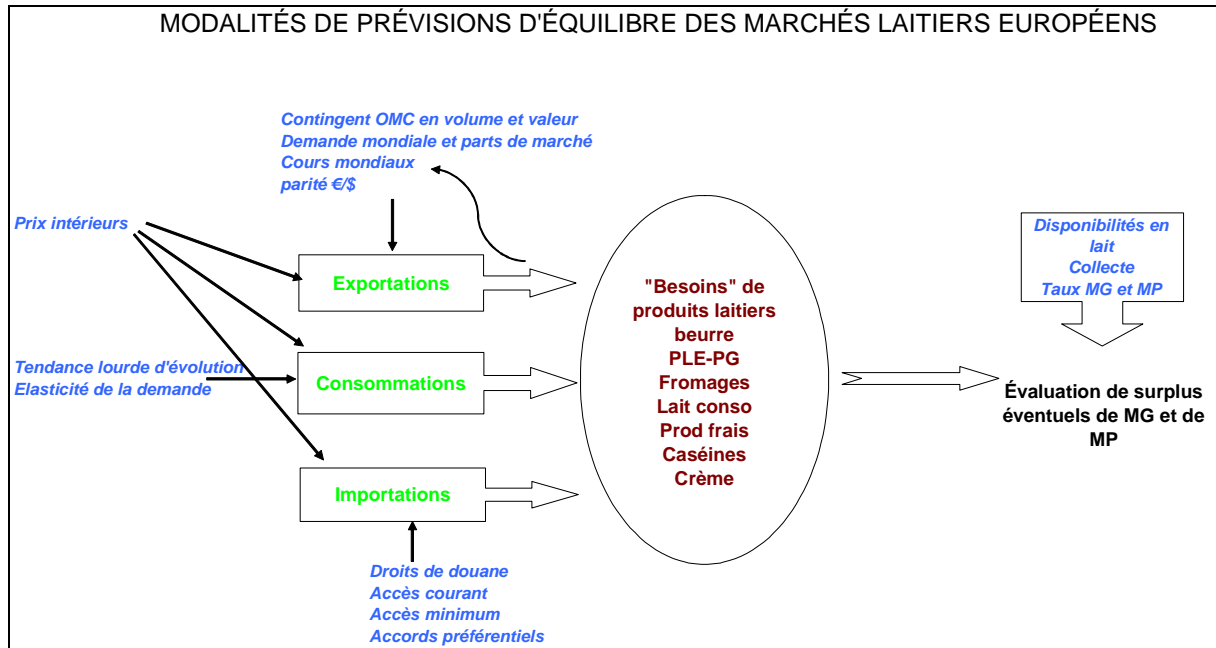 MODALITÉS DE PRÉVISIONS D'ÉQUILIBRE DES MARCHÉS LAITIERS EUROPÉENS
Contingent OMC en volume et valeur
Demande mondiale et parts de marché
Cours mondiaux
parité €/$
Prix intérieurs
Exportations
Tendance lourde d'évolution
Elasticité de la demande
Consommations
Importations
Droits de douane
Accès courant
Accès minimum
Accords préférentiels
"Besoins" de
produits laitiers
beurre
PLE-PG
Fromages
Lait conso
Prod frais
Caséines
Crème
Disponibilités en
lait
Collecte
Taux MG et MP
Évaluation de surplus
éventuels de MG et de
MP